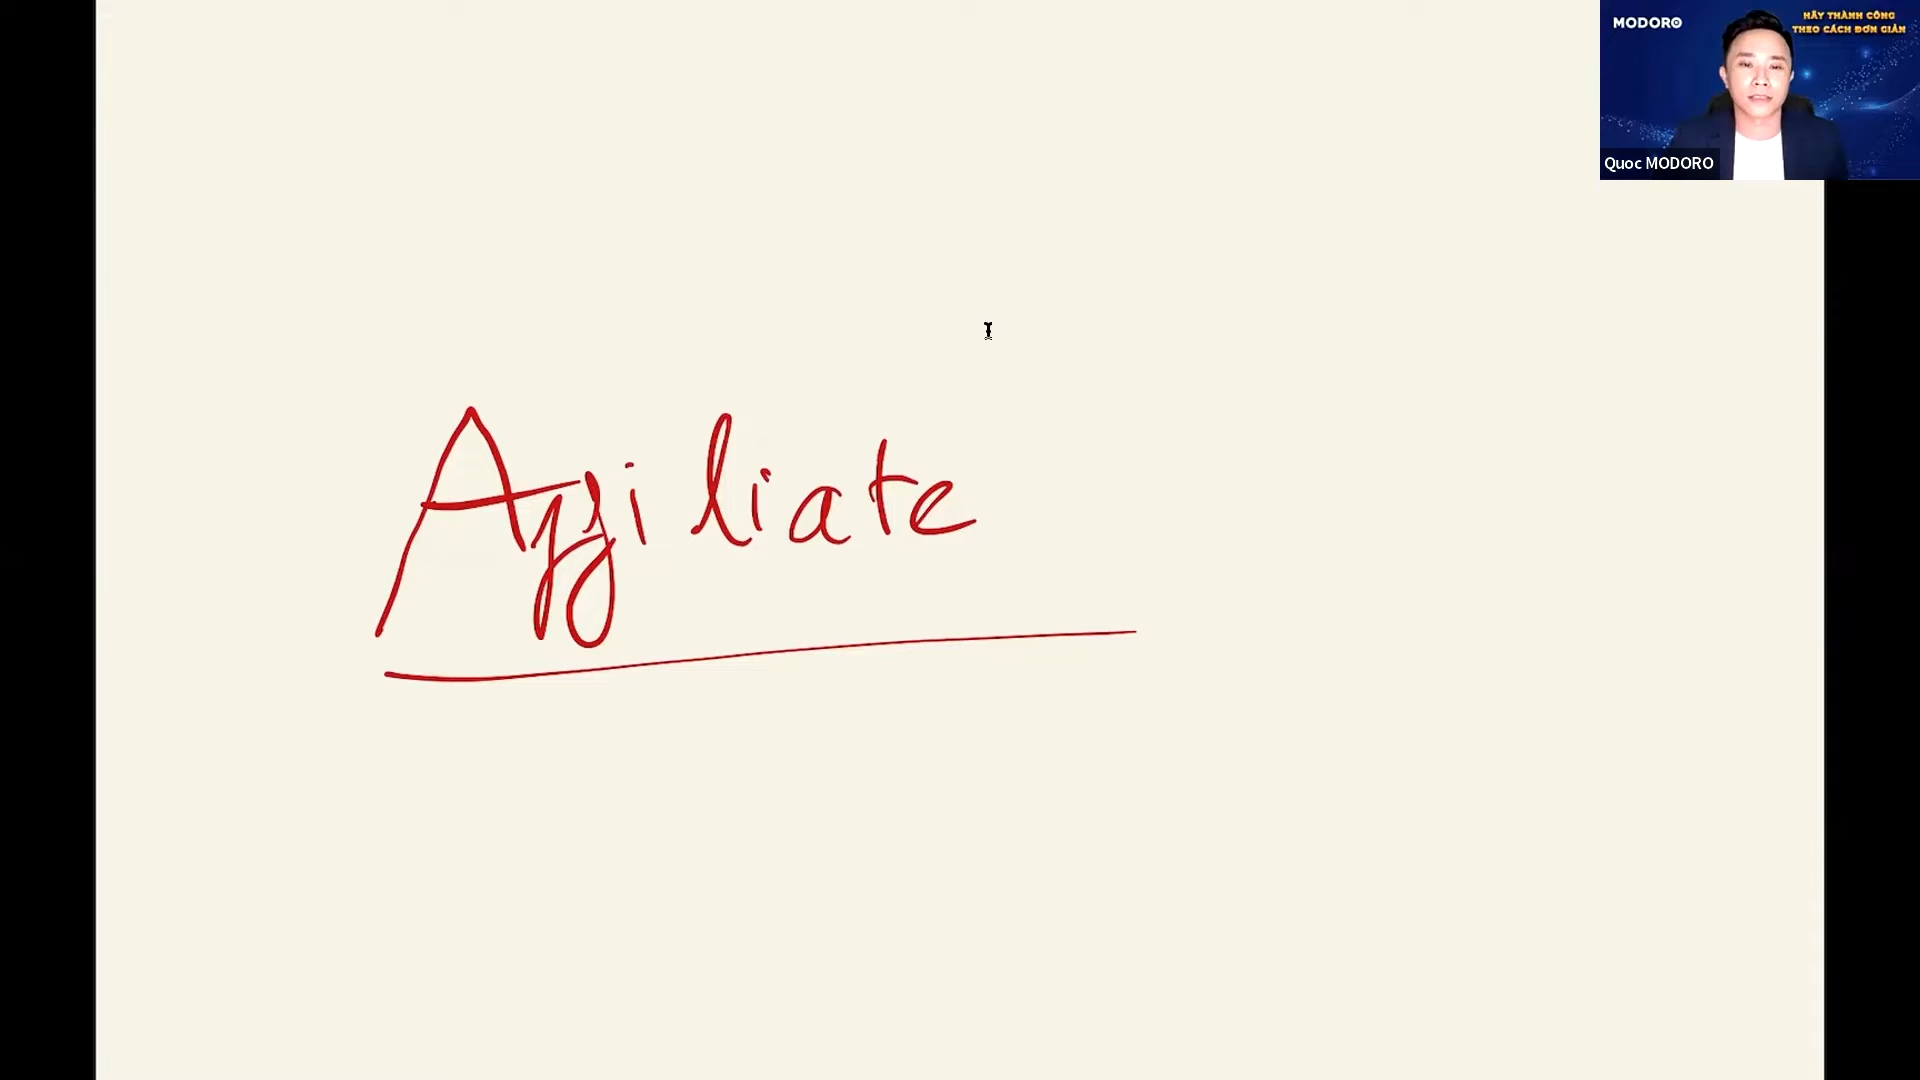 MODORO
HÃY THÀNH CÔNG
THEO CÁCH ĐƠN GIẢN
Quoc MODORO
Affiliate